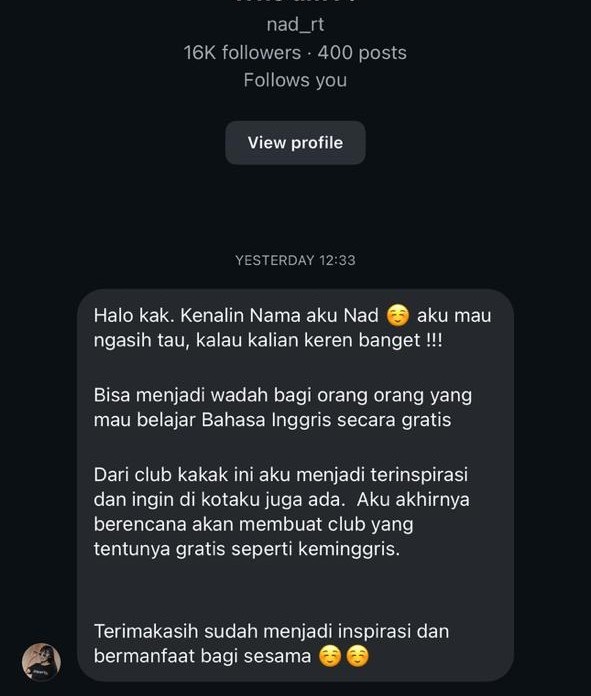 nad_rt
16K followers · 400 posts
Follows you
View profile
YESTERDAY 12:33
Halo kak. Kenalin Nama aku Nad ☺️ aku mau
ngasih tau, kalau kalian keren banget !!!
Bisa menjadi wadah bagi orang orang yang
mau belajar Bahasa Inggris secara gratis
Dari club kakak ini aku menjadi terinspirasi
dan ingin di kotaku juga ada.  Aku akhirnya
berencana akan membuat club yang
tentunya gratis seperti keminggris.
Terimakasih sudah menjadi inspirasi dan
bermanfaat bagi sesama ☺️☺️